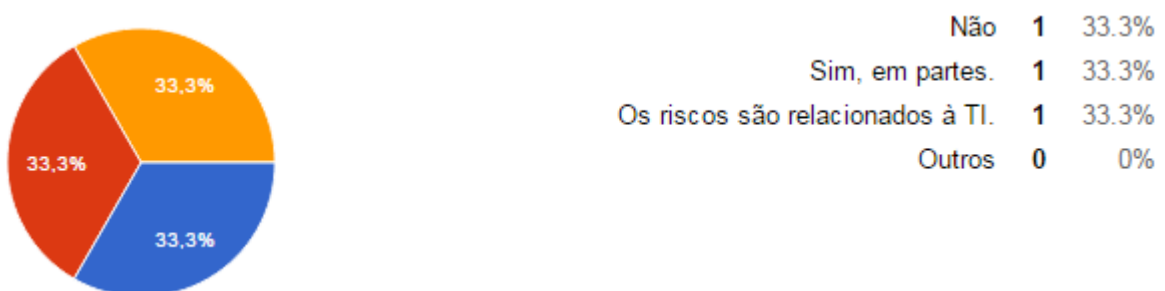 33,3%
33,3%
33,3%
Não 1 33.3%
Sim, em partes. 1 33.3%
Os riscos são relacionados à TI. 1 33.3%
Outros 0 0%